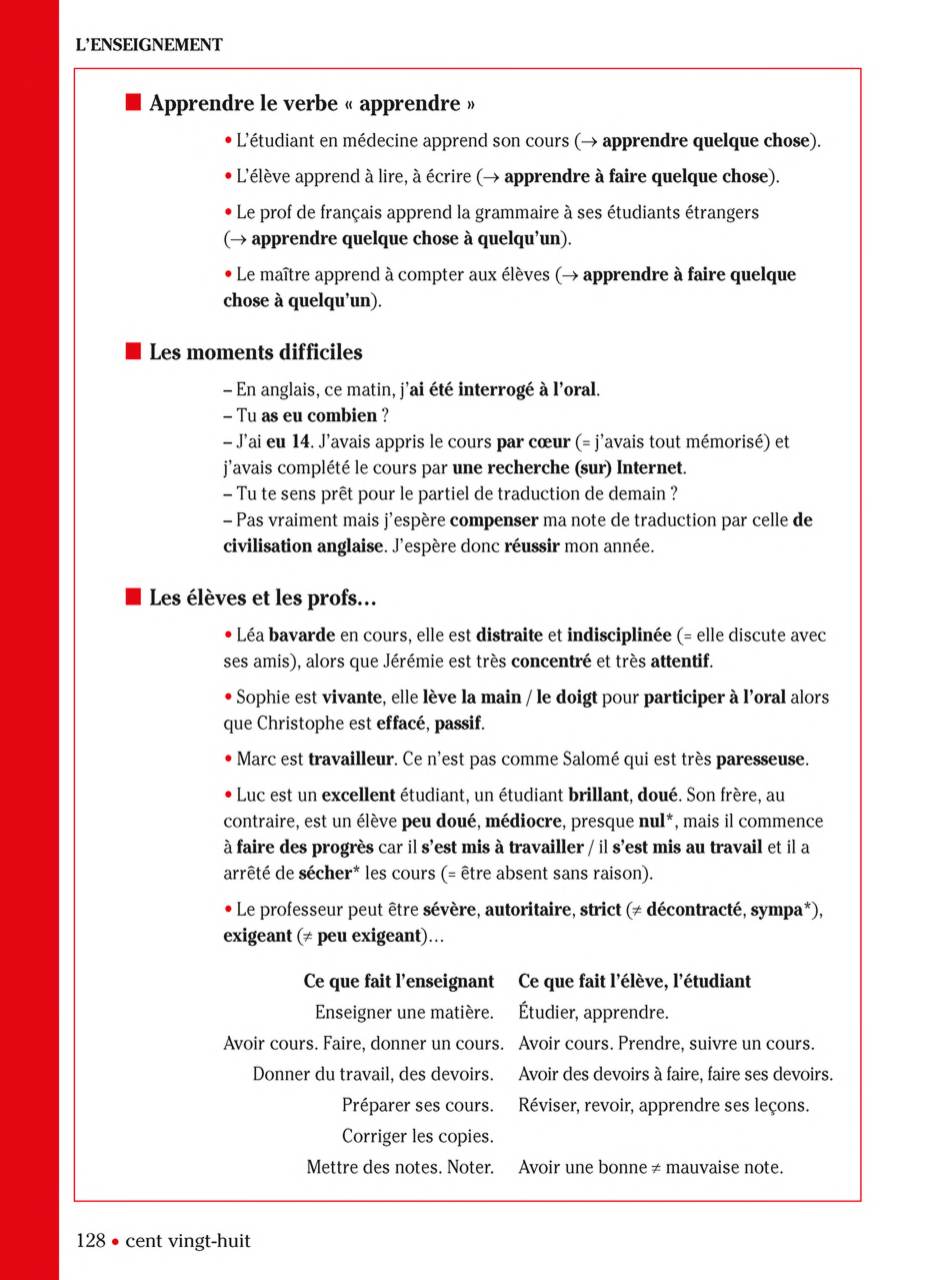 L’ENSEIGNEMENT
Apprendre le verbe « apprendre »
• L’étudiant en médecine apprend son cours (→ apprendre quelque chose).
• L’élève apprend à lire, à écrire (→ apprendre à faire quelque chose).
• Le prof de français apprend la grammaire à ses étudiants étrangers
(→ apprendre quelque chose à quelqu’un).
• Le maître apprend à compter aux élèves (→ apprendre à faire quelque
chose à quelqu’un).
Les moments difficiles
– En anglais, ce matin, j’ai été interrogé à l’oral.
– Tu as eu combien ?
– J’ai eu 14. J’avais appris le cours par cœur (= j’avais tout mémorisé) et
j’avais complété le cours par une recherche (sur) Internet.
– Tu te sens prêt pour le partiel de traduction de demain ?
– Pas vraiment mais j’espère compenser ma note de traduction par celle de
civilisation anglaise. J’espère donc réussir mon année.
Les élèves et les profs…
• Léa bavarde en cours, elle est distraite et indisciplinée (= elle discute avec
ses amis), alors que Jérémie est très concentré et très attentif.
• Sophie est vivante, elle lève la main / le doigt pour participer à l’oral alors
que Christophe est effacé, passif.
• Marc est travailleur. Ce n’est pas comme Salomé qui est très paresseuse.
• Luc est un excellent étudiant, un étudiant brillant, doué. Son frère, au
contraire, est un élève peu doué, médiocre, presque nul*, mais il commence
à faire des progrès car il s’est mis à travailler / il s’est mis au travail et il a
arrêté de sécher* les cours (= être absent sans raison).
• Le professeur peut être sévère, autoritaire, strict (≠ décontracté, sympa*),
exigeant (≠ peu exigeant)…
Ce que fait l’enseignant Ce que fait l’élève, l’étudiant
Enseigner une matière. Étudier, apprendre.
Avoir cours. Faire, donner un cours. Avoir cours. Prendre, suivre un cours.
Donner du travail, des devoirs. Avoir des devoirs à faire, faire ses devoirs.
Préparer ses cours. Réviser, revoir, apprendre ses leçons.
Corriger les copies.
Mettre des notes. Noter. Avoir une bonne ≠ mauvaise note.
128 • cent vingt-huit